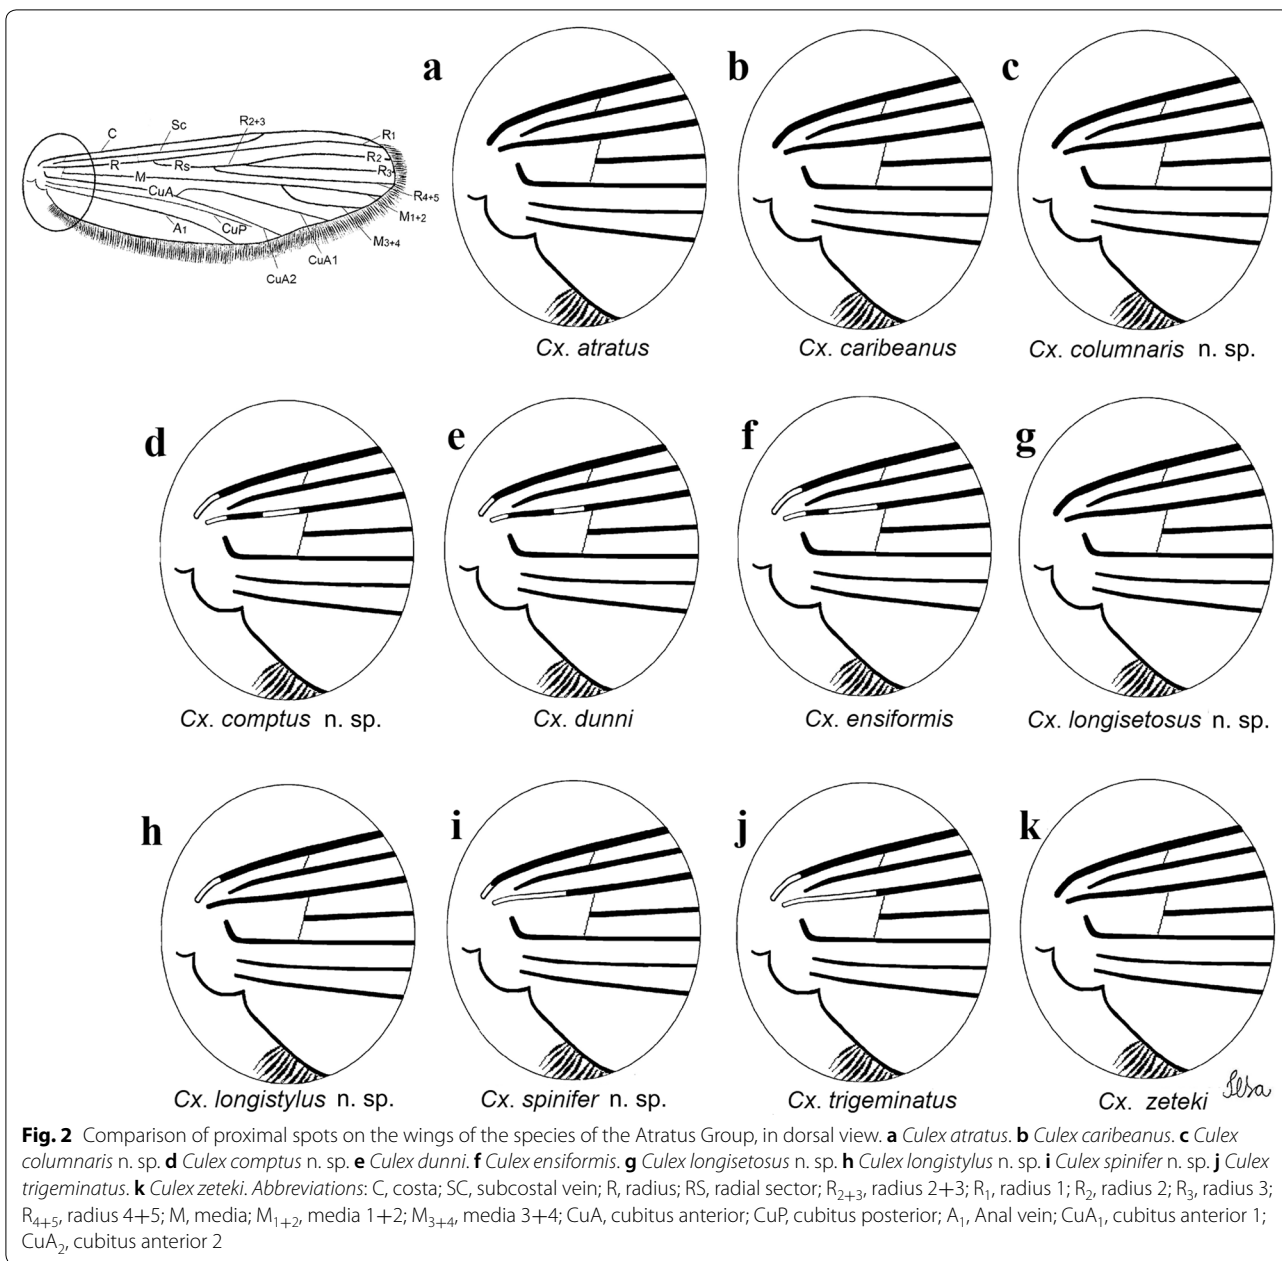 a
b
c
C
Sc
R2+3
R1
R
Rs
R2
R3
M
CuA
R4+5
M1+2
A1
CuP
M3+4
CuA1
CuA2
Cx. atratus
Cx. caribeanus
Cx. columnaris n. sp.
d
e
f
g
Cx. comptus n. sp.
Cx. dunni
Cx. ensiformis
Cx. longisetosus n. sp.
h
i
j
k
Cx. longistylus n. sp.
Cx. spinifer n. sp.
Cx. trigeminatus
Cx. zeteki
Fig. 2 Comparison of proximal spots on the wings of the species of the Atratus Group, in dorsal view. a Culex atratus. b Culex caribeanus. c Culex
columnaris n. sp. d Culex comptus n. sp. e Culex dunni. f Culex ensiformis. g Culex longisetosus n. sp. h Culex longistylus n. sp. i Culex spinifer n. sp. j Culex
trigeminatus. k Culex zeteki. Abbreviations: C, costa; SC, subcostal vein; R, radius; RS, radial sector; R2+3, radius 2+3; R1, radius 1; R2, radius 2; R3, radius 3;
R4+5, radius 4+5; M, media; M1+2, media 1+2; M3+4, media 3+4; CuA, cubitus anterior; CuP, cubitus posterior; A1, Anal vein; CuA1, cubitus anterior 1;
CuA2, cubitus anterior 2